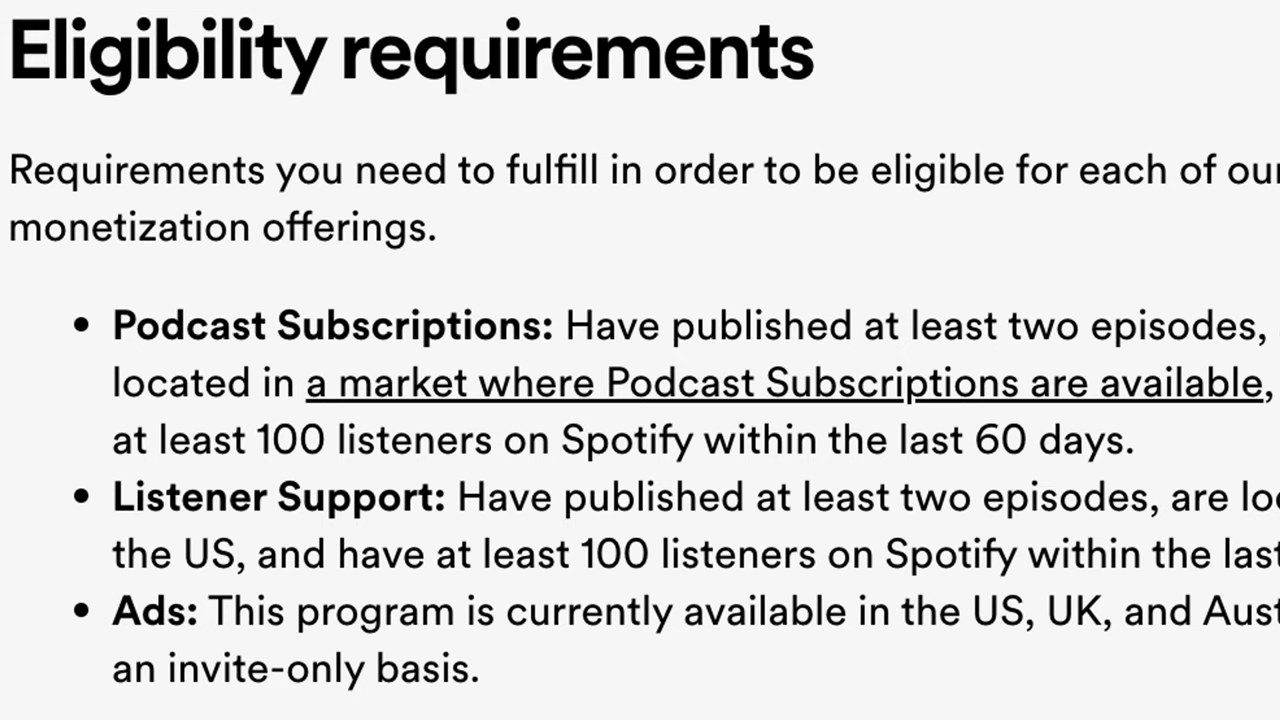 Eligibility requirements
Requirements you need to fulfill in order to be eligible for each of
monetization offerings.
• Podcast Subscriptions: Have published at least two episodes,
located in a market where Podcast Subscriptions are available,
at least 100 listeners on Spotify within the last 60 days.
• Listener Support: Have published at least two episodes, are
the US, and have at least 100 listeners on Spotify within the last
• Ads: This program is currently available in the US, UK, and
an invite-only basis.